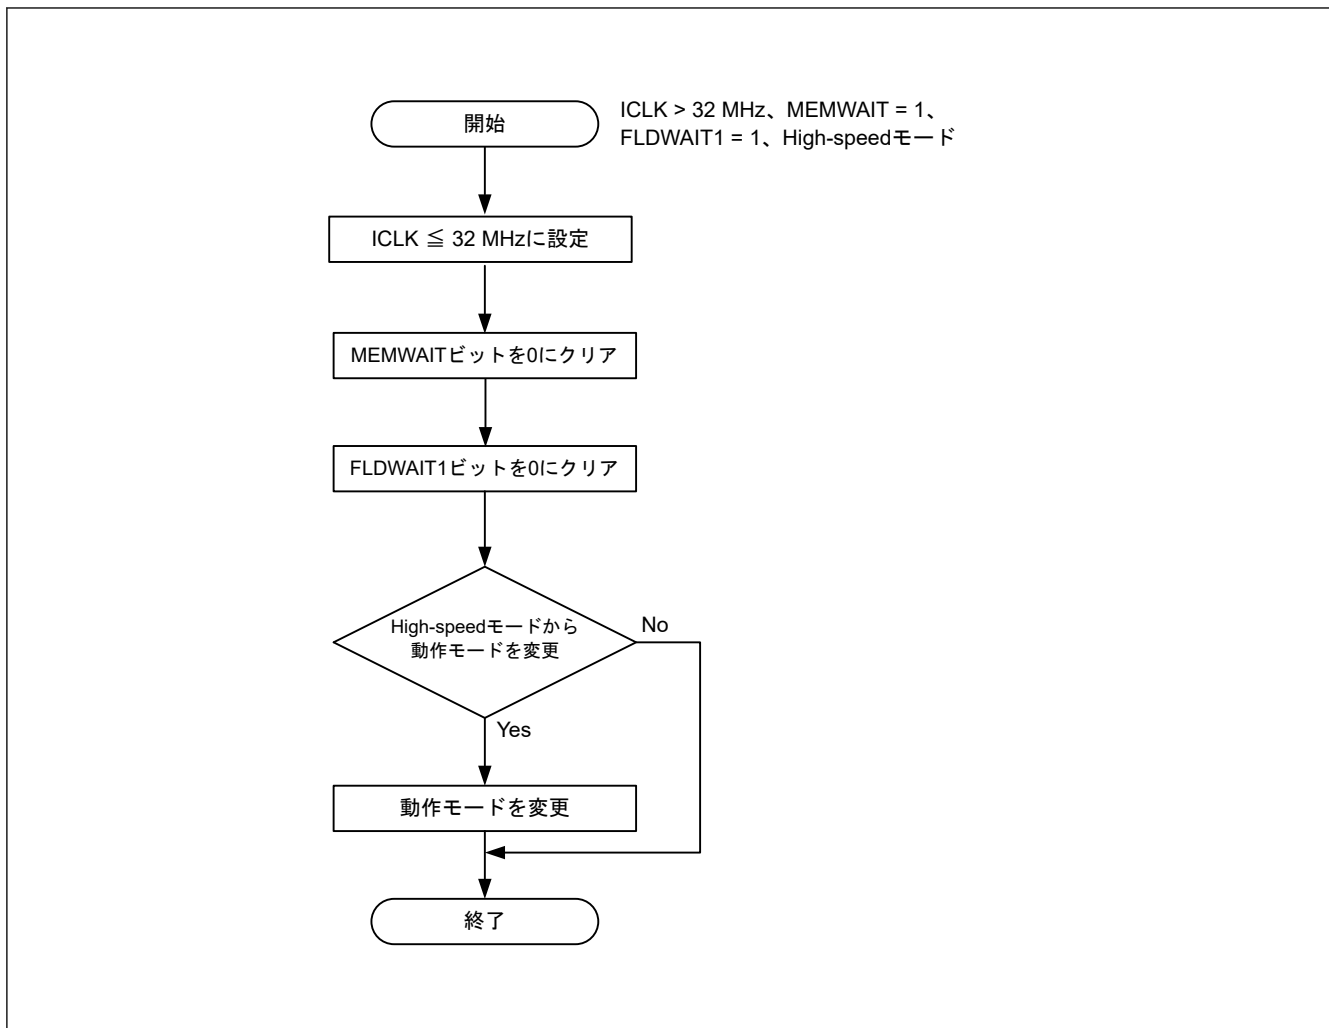 開始
ICLK > 32 MHz、MEMWAIT = 1、
FLDWAIT1 = 1、High-speedモード
ICLK ≦ 32 MHzに設定
MEMWAITビットを0にクリア
FLDWAIT1ビットを0にクリア
High-speedモードから
動作モードを変更
No
Yes
動作モードを変更
終了